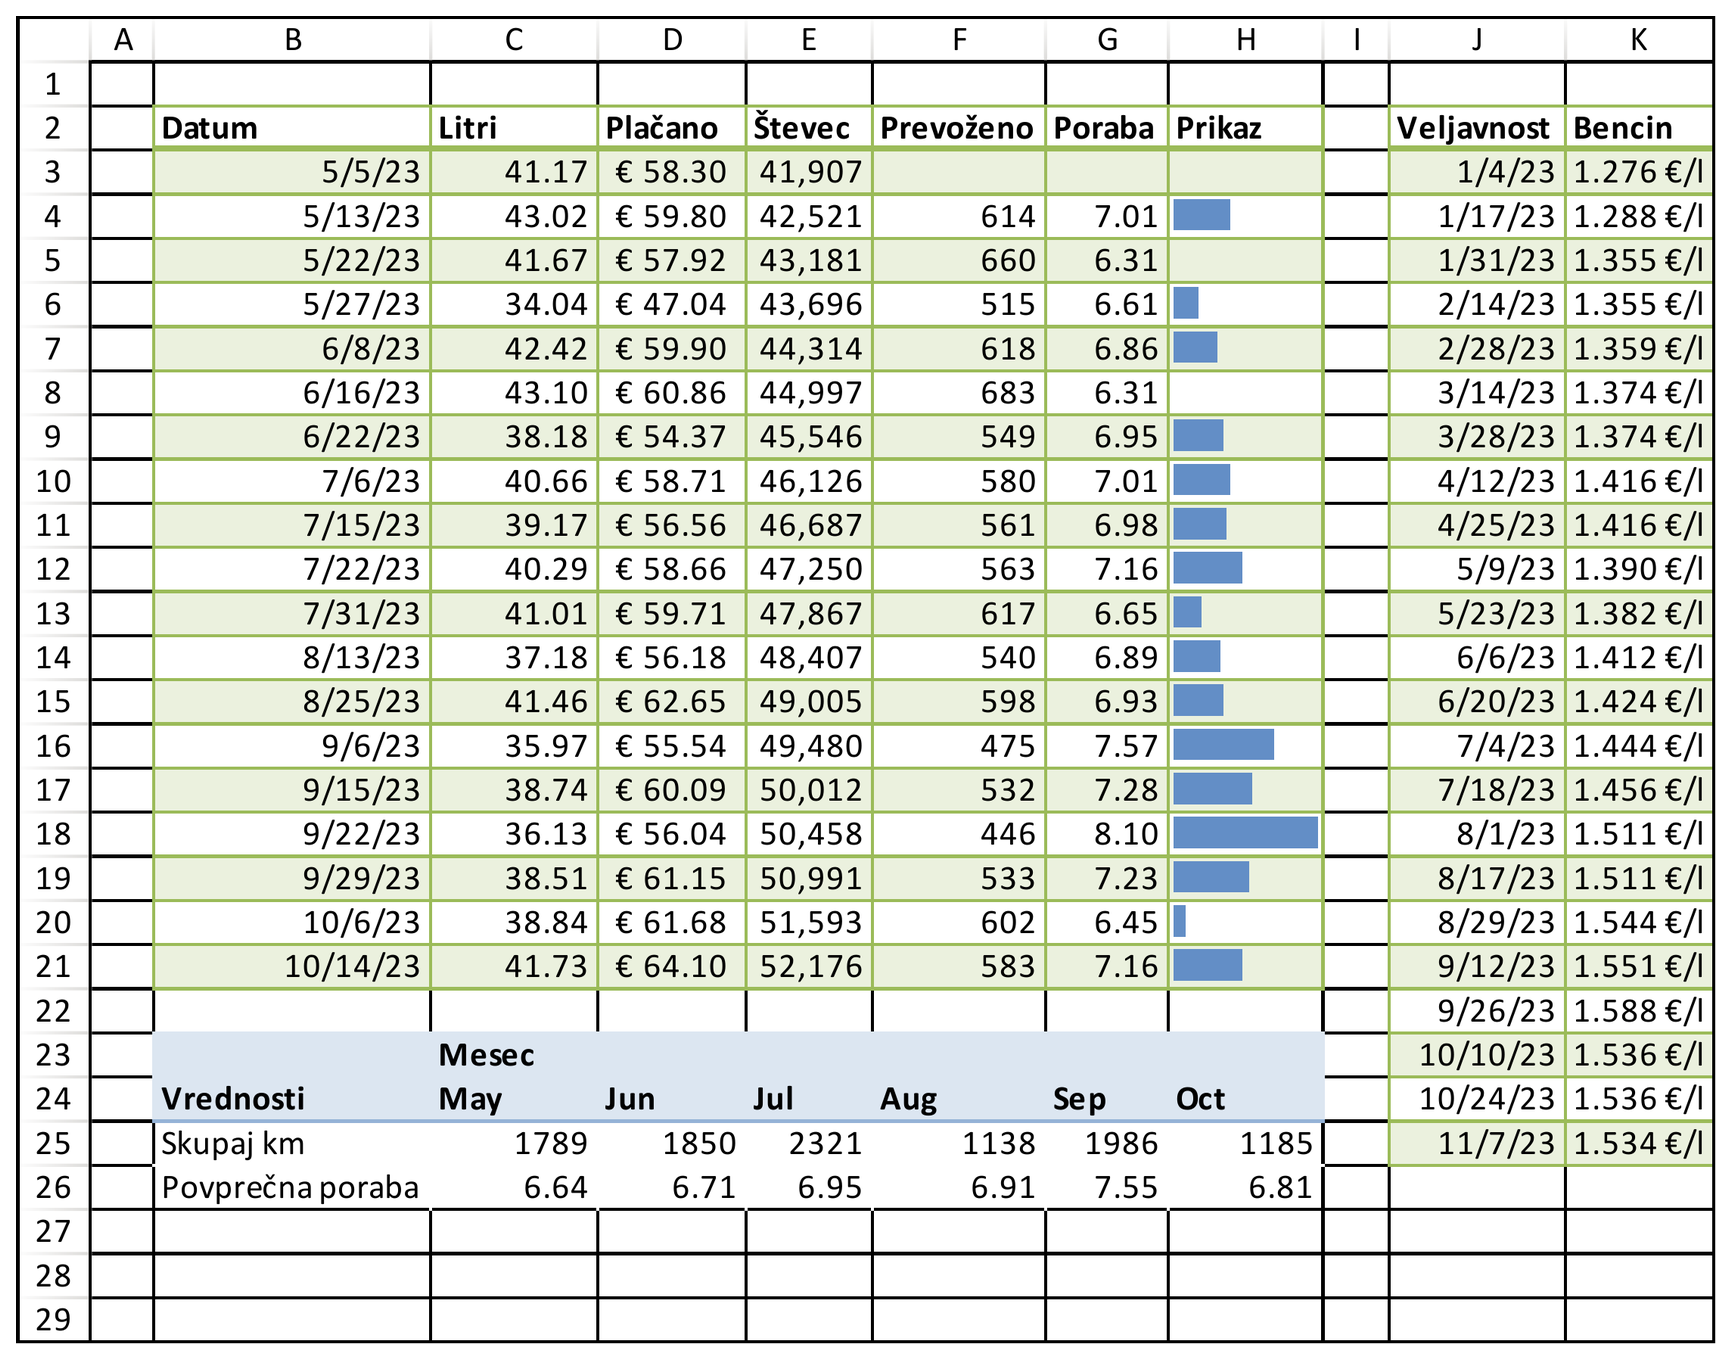 A B C D E F G H I J K
1
2 Datum Litri Plačano Števec Prevoženo Poraba Prikaz Veljavnost Bencin
3 5/5/23 41.17 € 58.30 41,907 1/4/23 1.276 €/l
4 5/13/23 43.02 € 59.80 42,521 614 7.01 1/17/23 1.288 €/l
5 5/22/23 41.67 € 57.92 43,181 660 6.31 1/31/23 1.355 €/l
6 5/27/23 34.04 € 47.04 43,696 515 6.61 2/14/23 1.355 €/l
7 6/8/23 42.42 € 59.90 44,314 618 6.86 2/28/23 1.359 €/l
8 6/16/23 43.10 € 60.86 44,997 683 6.31 3/14/23 1.374 €/l
9 6/22/23 38.18 € 54.37 45,546 549 6.95 3/28/23 1.374 €/l
10 7/6/23 40.66 € 58.71 46,126 580 7.01 4/12/23 1.416 €/l
11 7/15/23 39.17 € 56.56 46,687 561 6.98 4/25/23 1.416 €/l
12 7/22/23 40.29 € 58.66 47,250 563 7.16 5/9/23 1.390 €/l
13 7/31/23 41.01 € 59.71 47,867 617 6.65 5/23/23 1.382 €/l
14 8/13/23 37.18 € 56.18 48,407 540 6.89 6/6/23 1.412 €/l
15 8/25/23 41.46 € 62.65 49,005 598 6.93 6/20/23 1.424 €/l
16 9/6/23 35.97 € 55.54 49,480 475 7.57 7/4/23 1.444 €/l
17 9/15/23 38.74 € 60.09 50,012 532 7.28 7/18/23 1.456 €/l
18 9/22/23 36.13 € 56.04 50,458 446 8.10 8/1/23 1.511 €/l
19 9/29/23 38.51 € 61.15 50,991 533 7.23 8/17/23 1.511 €/l
20 10/6/23 38.84 € 61.68 51,593 602 6.45 8/29/23 1.544 €/l
21 10/14/23 41.73 € 64.10 52,176 583 7.16 9/12/23 1.551 €/l
22 9/26/23 1.588 €/l
23 Mesec 10/10/23 1.536 €/l
24 Vrednosti May Jun Jul Aug Sep Oct 10/24/23 1.536 €/l
25 Skupaj km 1789 1850 2321 1138 1986 1185 11/7/23 1.534 €/l
26 Povprečna poraba 6.64 6.71 6.95 6.91 7.55 6.81
27
28
29